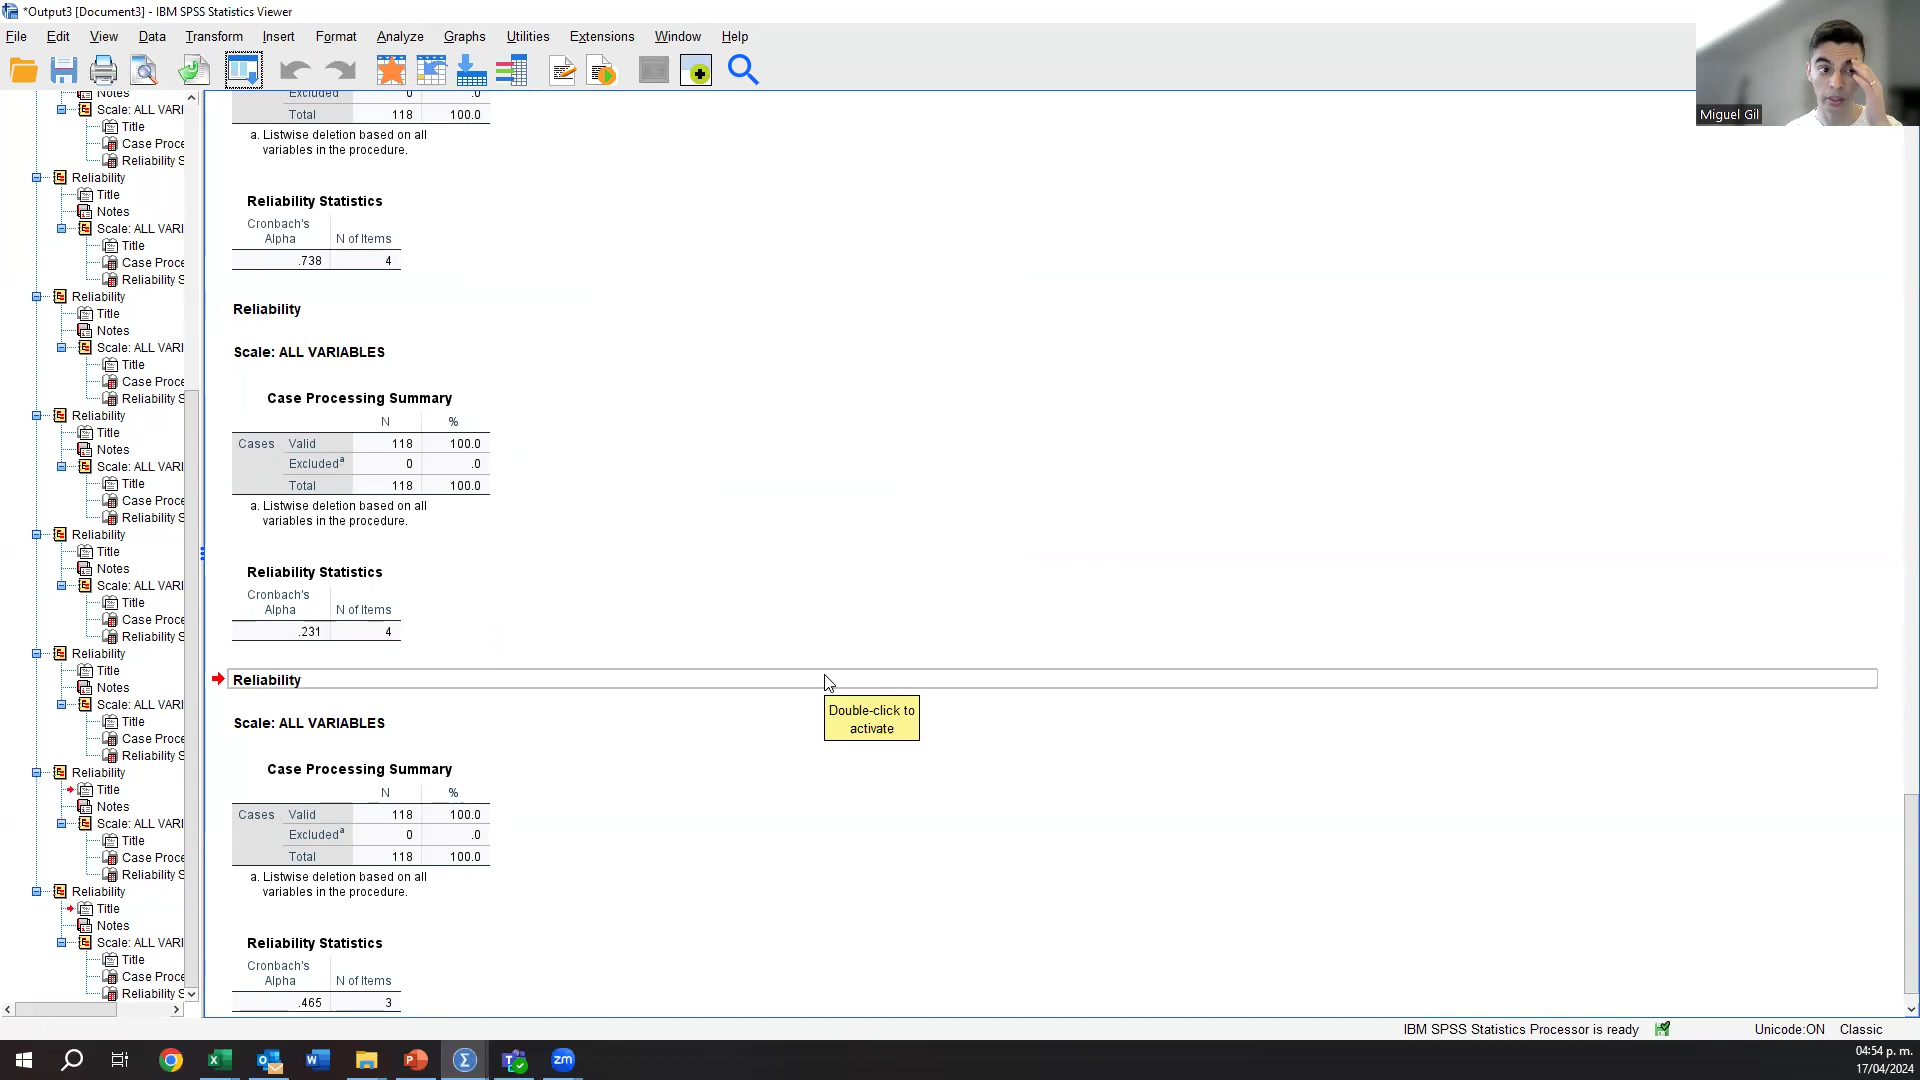 *Output3 [Document3] - IBM SPSS Statistics Viewer
File Edit View Data Transform Insert Format Analyze Graphs Utilities Extensions Window Help
Miguel Gil
Notes
Scale: ALL VARI
Title
Case Proce
Reliability S
Reliability
Title
Notes
Scale: ALL VARI
Title
Case Proce
Reliability S
Reliability
Title
Notes
Scale: ALL VARI
Title
Case Proce
Reliability S
Reliability
Title
Notes
Scale: ALL VARI
Title
Case Proce
Reliability S
Reliability
Title
Notes
Scale: ALL VARI
Title
Case Proce
Reliability S
Reliability
Title
Notes
Scale: ALL VARI
Title
Case Proce
Reliability S
Reliability
Title
Notes
Scale: ALL VARI
Title
Case Proce
Reliability S
Reliability
Title
Notes
Scale: ALL VARI
Title
Case Proce
Reliability S
Excluded 0 .0
Total 118 100.0
a. Listwise deletion based on all
variables in the procedure.
Reliability Statistics
Cronbach's
Alpha N of Items
.738 4
Reliability
Scale: ALL VARIABLES
Case Processing Summary
N %
Cases Valid 118 100.0
Excludedª 0 .0
Total 118 100.0
a. Listwise deletion based on all
variables in the procedure.
Reliability Statistics
Cronbach's
Alpha N of Items
.231 4
Reliability
Double-click to
activate
Scale: ALL VARIABLES
Case Processing Summary
N %
Cases Valid 118 100.0
Excludedª 0 .0
Total 118 100.0
a. Listwise deletion based on all
variables in the procedure.
Reliability Statistics
Cronbach's
Alpha N of Items
.465 3
IBM SPSS Statistics Processor is ready Unicode:ON Classic
zm
04:54 p. m.
17/04/2024